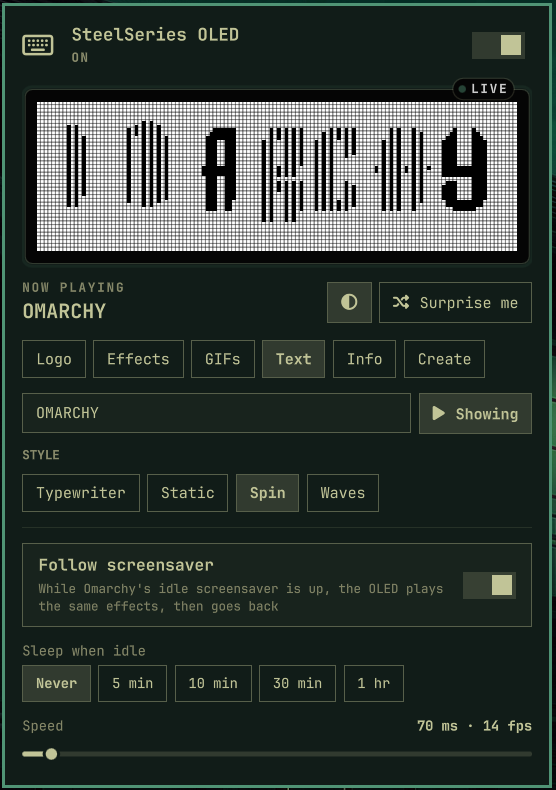 SteelSeries OLED
ON
LIVE
OMARCHY
NOW PLAYING
OMARCHY
Surprise me
Logo Effects GIFs Text Info Create
OMARCHY
Showing
STYLE
Typewriter Static Spin Waves
Follow screensaver
While Omarchy's idle screensaver is up, the OLED plays
the same effects, then goes back
Sleep when idle
Never 5 min 10 min 30 min 1 hr
Speed 70 ms · 14 fps